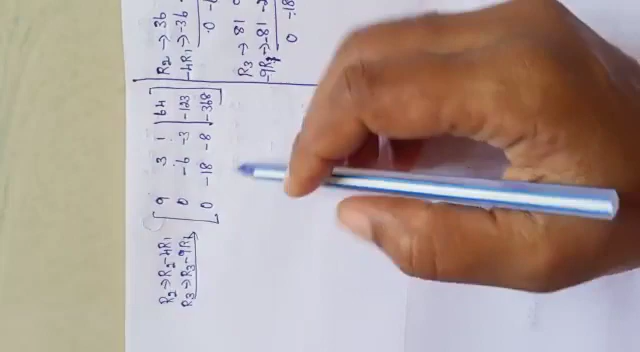 R2 → R2-4R1
R3 → R3-9R1
9 3 1 64
0 -6 -3 -123
0 -18 -8 -368
R2 → 36
-4R1 → -36
0
R3 → 81
-9R1 → -81
0 -18